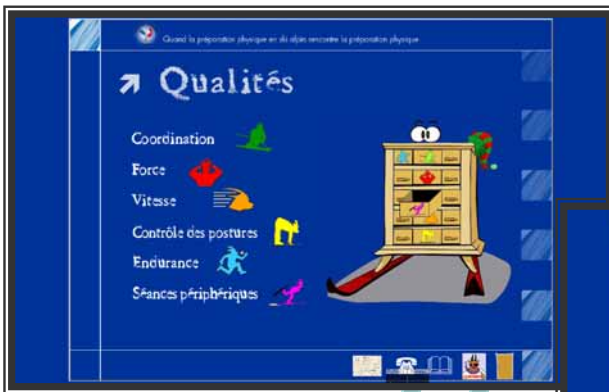 Quand la préparation physique en ski alpin rencontre la préparation physique
Qualités
Coordination
Force
Vitesse
Contrôle des postures
Endurance
Séances périphériques